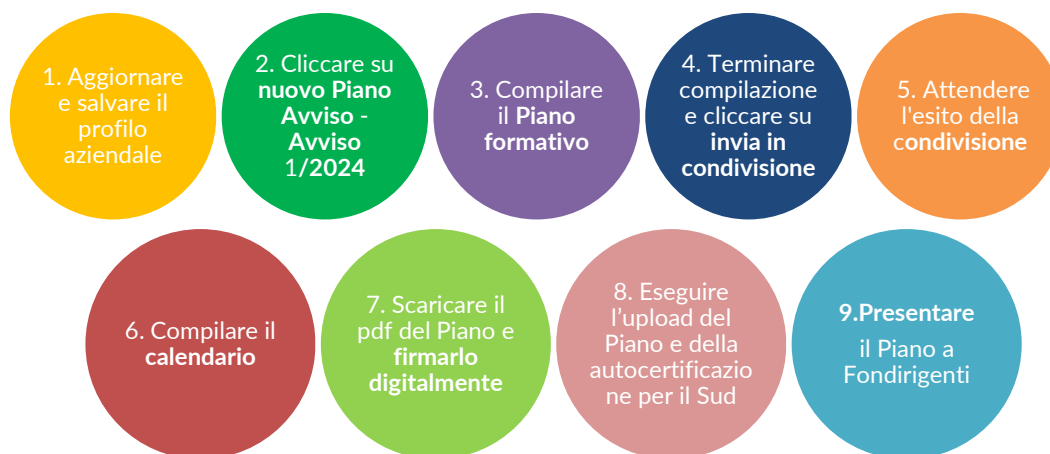 1. Aggiornare
e salvare il
profilo
aziendale
2. Cliccare su
nuovo Piano
Avviso -
Avviso
1/2024
3. Compilare
il Piano
formativo
4. Terminare
compilazione
e cliccare su
invia in
condivisione
5. Attendere
l'esito della
condivisione
6. Compilare il
calendario
7. Scaricare il
pdf del Piano e
firmarlo
digitalmente
8. Eseguire
l’upload del
Piano e della
autocertificazio
ne per il Sud
9.Presentare
il Piano a
Fondirigenti